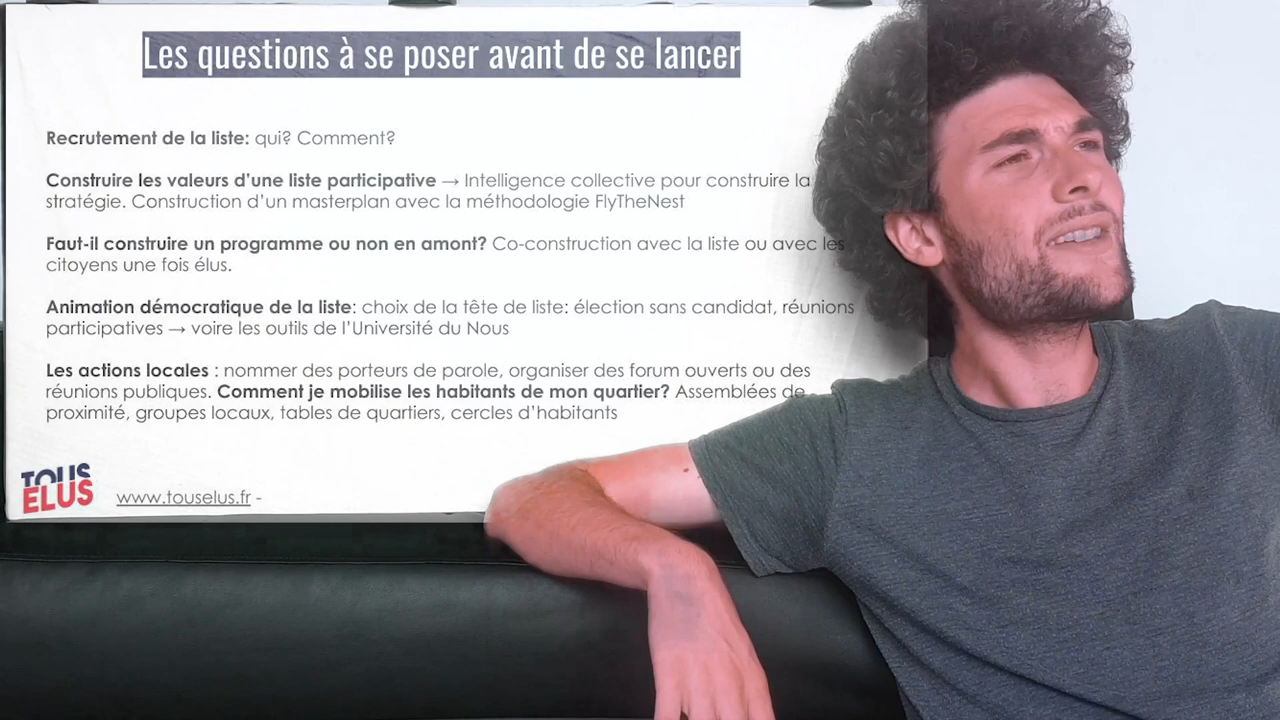 Les questions à se poser avant de se lancer
Recrutement de la liste: qui? Comment?
Construire les valeurs d'une liste participative → Intelligence collective pour construire la
stratégie. Construction d'un masterplan avec la méthodologie FlyTheNest
Faut-il construire un programme ou non en amont? Co-construction avec la liste ou avec les
citoyens une fois élus.
Animation démocratique de la liste: choix de la tête de liste: élection sans candidat, réunions
participatives → voire les outils de l'Université du Nous
Les actions locales : nommer des porteurs de parole, organiser des forum ouverts ou des
réunions publiques. Comment je mobilise les habitants de mon quartier? Assemblées de
proximité, groupes locaux, tables de quartiers, cercles d'habitants
TOUS
ELUS
www.touselus.fr -